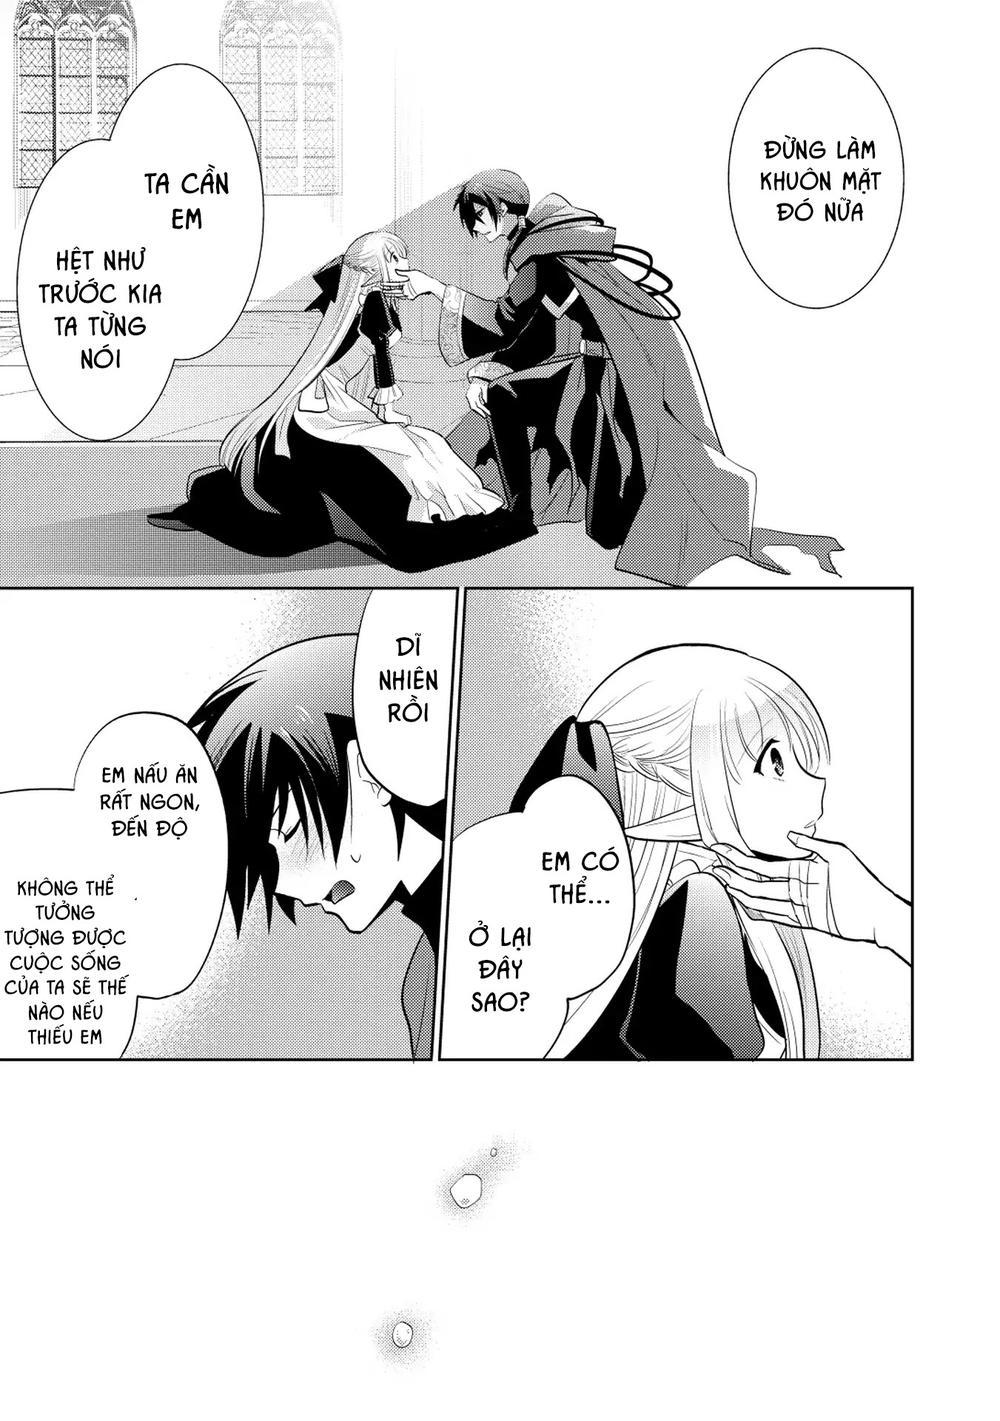 ĐỪNG LÀM
KHUÔN MẶT
ĐÓ NỮA
TA CẦN
EM
HỆT NHƯ
TRƯỚC KIA
TA TỪNG
NÓI
EM CÓ
THỂ...
Ở LẠI
ĐÂY
SAO?
DĨ
NHIÊN
RỒI
EM NẤU ĂN
RẤT NGON,
ĐẾN ĐỘ
KHÔNG THỂ
TƯỞNG
TƯỢNG ĐƯỢC
CUỘC SỐNG
CỦA TA SẼ THẾ
NÀO NẾU
THIẾU EM